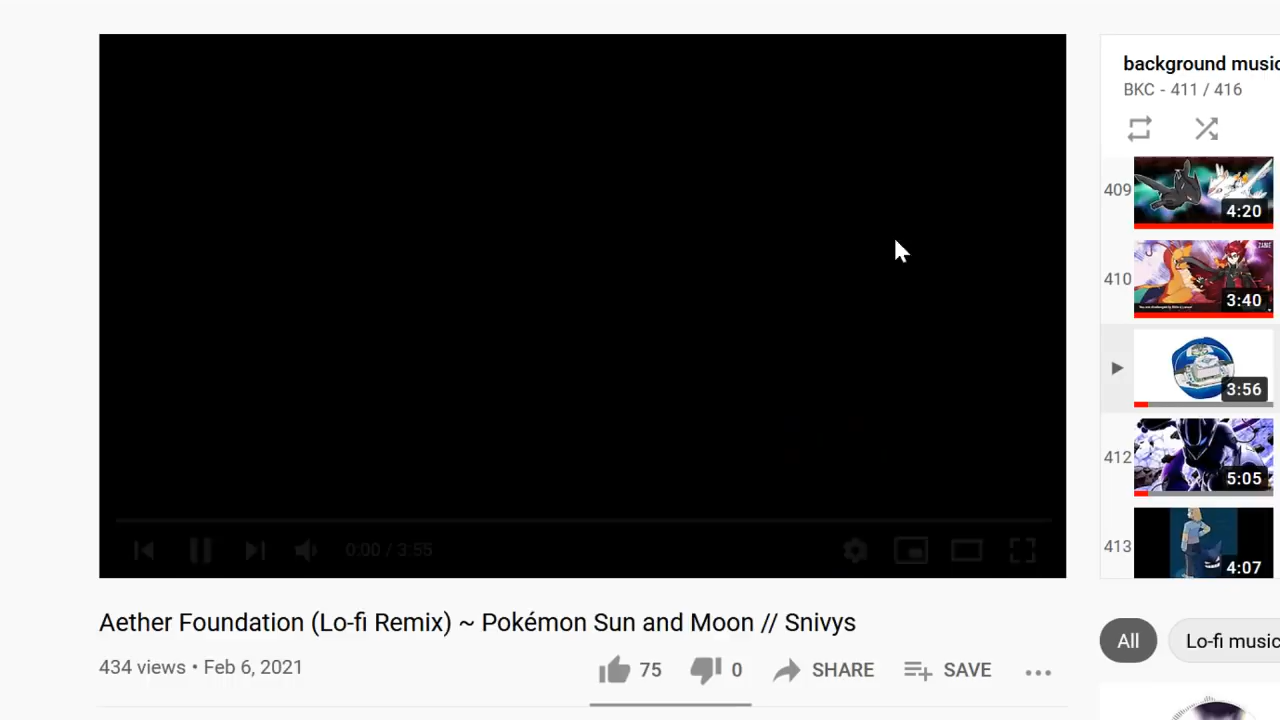 background music
BKC - 411 / 416
409
4:20
410
3:40
3:56
412
5:05
413
4:07
0:00 / 3:55
Aether Foundation (Lo-fi Remix) ~ Pokémon Sun and Moon // Snivys
434 views • Feb 6, 2021
75
0
SHARE
SAVE
All
Lo-fi music